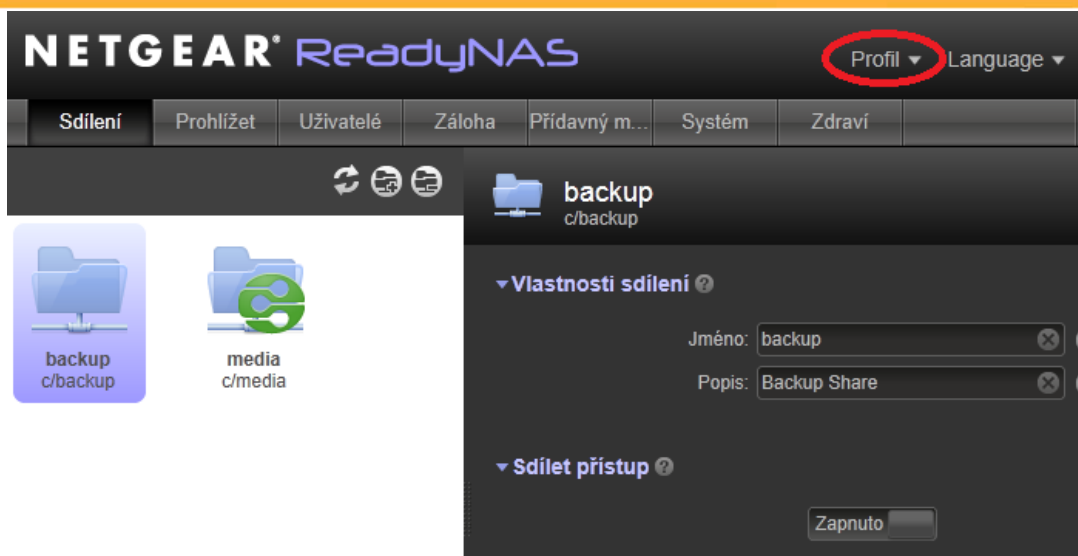 NETGEAR® ReadyNAS
Profil Language
Sdílení Prohlížet Uživatelé Záloha Přídavný m... Systém Zdraví
backup
c/backup
Vlastnosti sdílení
Jméno: backup
Popis: Backup Share
backup
c/backup
media
c/media
Sdílet přístup
Zapnuto